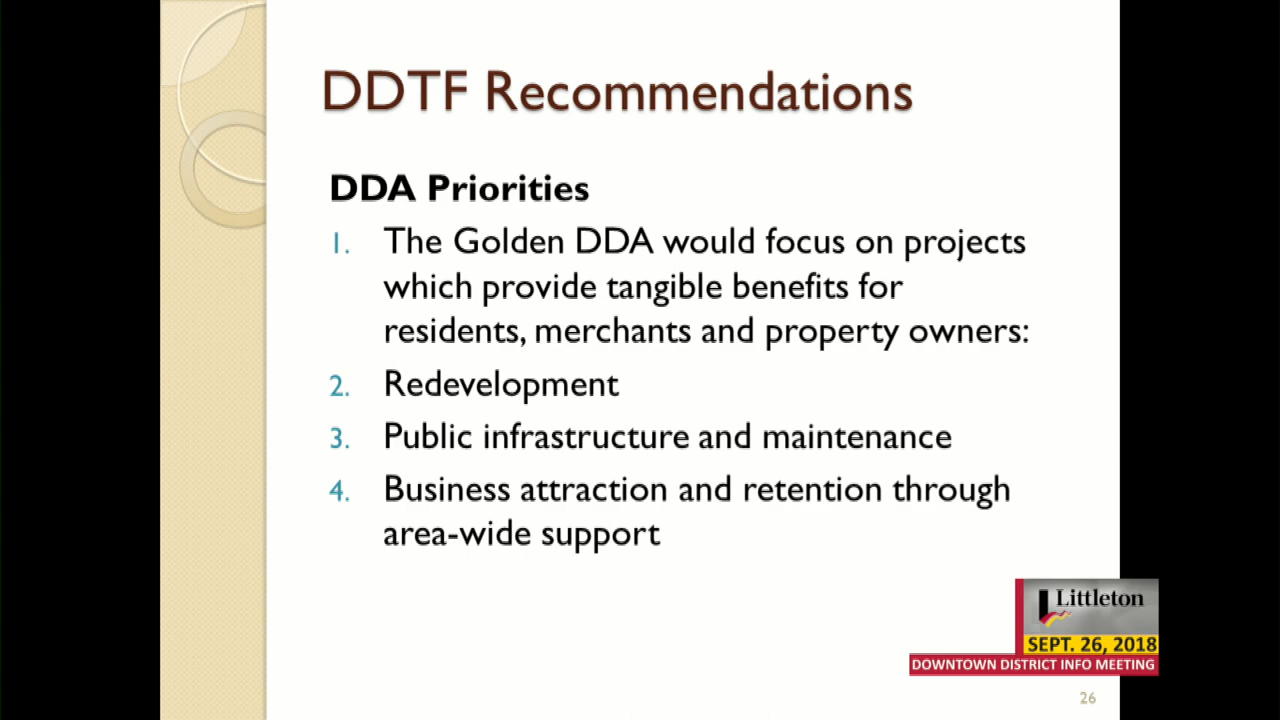 DDTF Recommendations
DDA Priorities
1. The Golden DDA would focus on projects
which provide tangible benefits for
residents, merchants and property owners:
2. Redevelopment
3. Public infrastructure and maintenance
4. Business attraction and retention through
area-wide support
Littleton
SEPT. 26, 2018
DOWNTOWN DISTRICT INFO MEETING
26